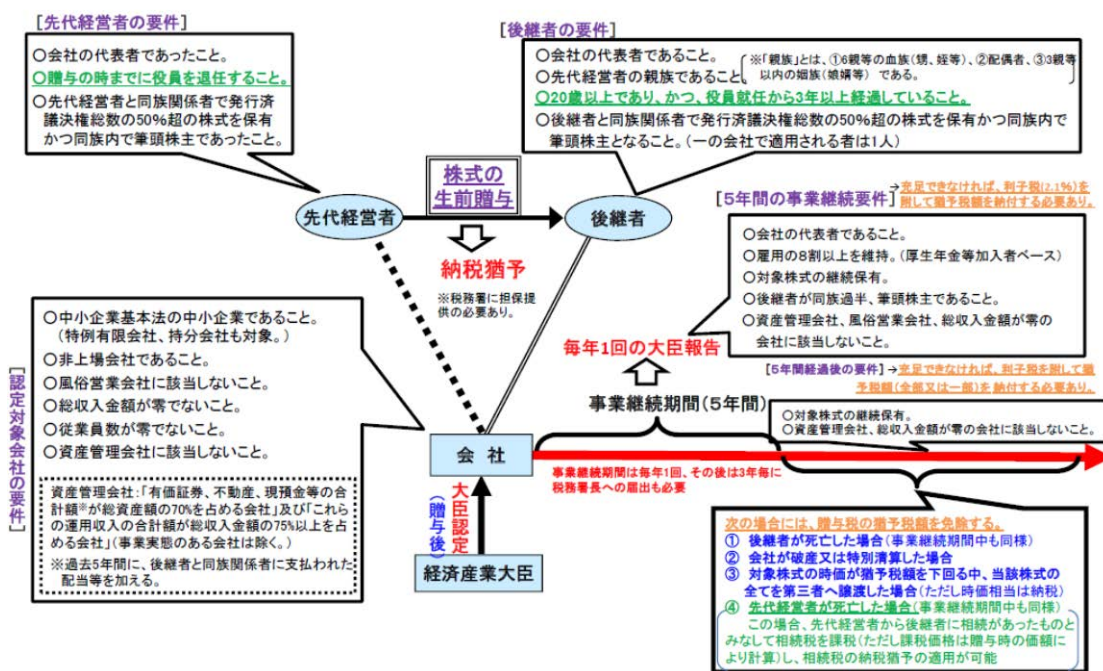 [先代経営者の要件]
○会社の代表者であったこと。
○贈与の時までに役員を退任すること。
○先代経営者と同族関係者で発行済
議決権総数の50%超の株式を保有
かつ同族内で筆頭株主であったこと。
[後継者の要件]
○会社の代表者であること。
○先代経営者の親族であること
※「親族」とは、①6親等の血族(甥、姪等)、②配偶者、③3親等
以内の姻族(娘婿等) である。
○20歳以上であり、かつ、役員就任から3年以上経過していること。
○後継者と同族関係者で発行済議決権総数の50%超の株式を保有かつ同族内で
筆頭株主となること。(一の会社で適用される者は1人)
株式の
生前贈与
先代経営者
後継者
納税猶予
※税務署に担保提
供の必要あり。
[5年間の事業継続要件]
→充足できなければ、利子税(2.1%)を
附して猶予税額を納付する必要あり。
○会社の代表者であること。
○雇用の8割以上を維持。(厚生年金等加入者ベース)
○対象株式の継続保有。
○後継者が同族過半、筆頭株主であること。
○資産管理会社、風俗営業会社、総収入金額が零の
会社に該当しないこと。
毎年1回の大臣報告
事業継続期間(5年間)
[5年間経過後の要件]
→充足できなければ、利子税を附して猶
予税額(全部又は一部)を納付する必要あり。
○対象株式の継続保有。
○資産管理会社、総収入金額が零の会社に該当しないこと。
[認定対象会社の要件]
○中小企業基本法の中小企業であること。
(特例有限会社、持分会社も対象。)
○非上場会社であること。
○風俗営業会社に該当しないこと。
○総収入金額が零でないこと。
○従業員数が零でないこと。
○資産管理会社に該当しないこと。
資産管理会社:「有価証券、不動産、現預金等の合
計額※が総資産額の70%を占める会社」及び「これら
の運用収入の合計額が総収入金額の75%以上を占
める会社」(事業実態のある会社は除く。)
※過去5年間に、後継者と同族関係者に支払われた
配当等を加える。
会 社
事業継続期間は毎年1回、その後は3年毎に
税務署長への届出も必要
大臣認定
(贈与後)
経済産業大臣
次の場合には、贈与税の猶予税額を免除する。
① 後継者が死亡した場合(事業継続期間中も同様)
② 会社が破産又は特別清算した場合
③ 対象株式の時価が猶予税額を下回る中、当該株式の
全てを第三者へ譲渡した場合(ただし時価相当は納税)
④ 先代経営者が死亡した場合(事業継続期間中も同様)
この場合、先代経営者から後継者に相続があったものと
みなして相続税を課税(ただし課税価格は贈与時の価額に
より計算)し、相続税の納税猶予の適用が可能